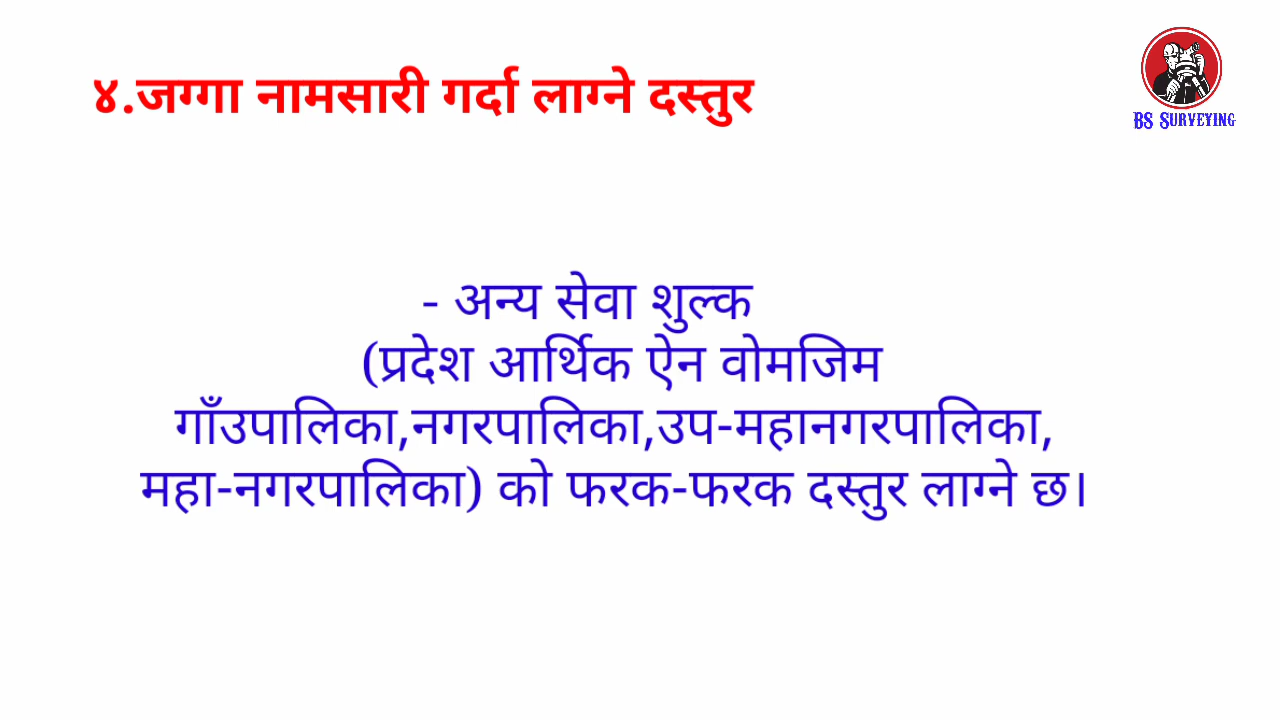 ४.जग्गा नामसारी गर्दा लाग्ने दस्तुर
BS SURVEYING
- अन्य सेवा शुल्क
(प्रदेश आर्थिक ऐन वोमजिम
गाँउपालिका,नगरपालिका,उप-महानगरपालिका,
महा-नगरपालिका) को फरक-फरक दस्तुर लाग्ने छ।